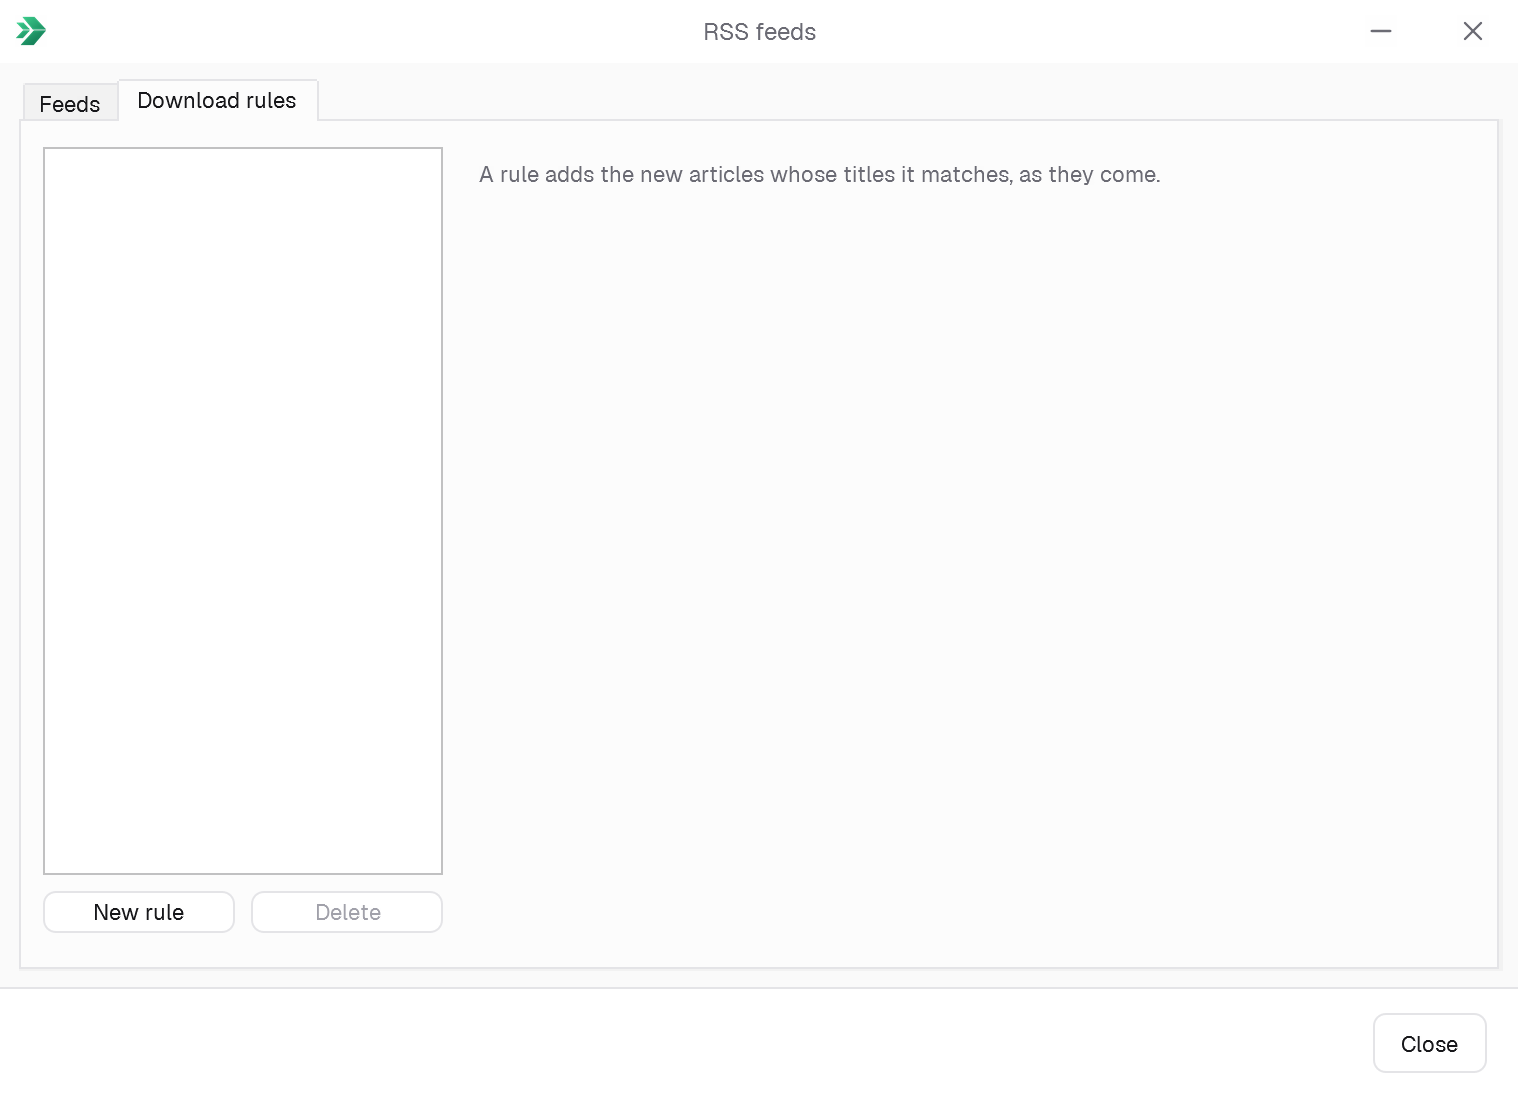 RSS feeds
Feeds
Download rules
A rule adds the new articles whose titles it matches, as they come.
New rule
Delete
Close